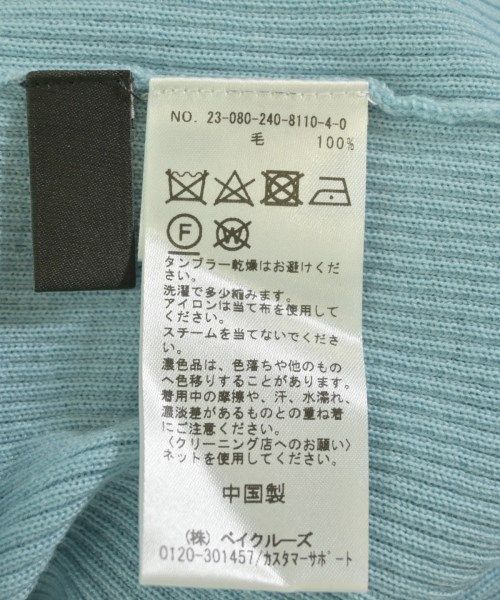 NO. 23-080-240-8110-4-0
毛 100%
F W
タンブラー乾燥はお避けくだ
さい。
洗濯で多少縮みます。
アイロンは当て布を使用して
ください。
スチームを当てないでくださ
い。
濃色品は、色落ちや他のもの
へ色移りすることがあります。
着用中の摩擦や、汗、水濡れ、
濃淡差があるものとの重ね着
にご注意ください。
〈クリーニング店へのお願い〉
ネットを使用してください。
中国製
(株) ベイクルーズ
0120-301457/カスタマーサポート